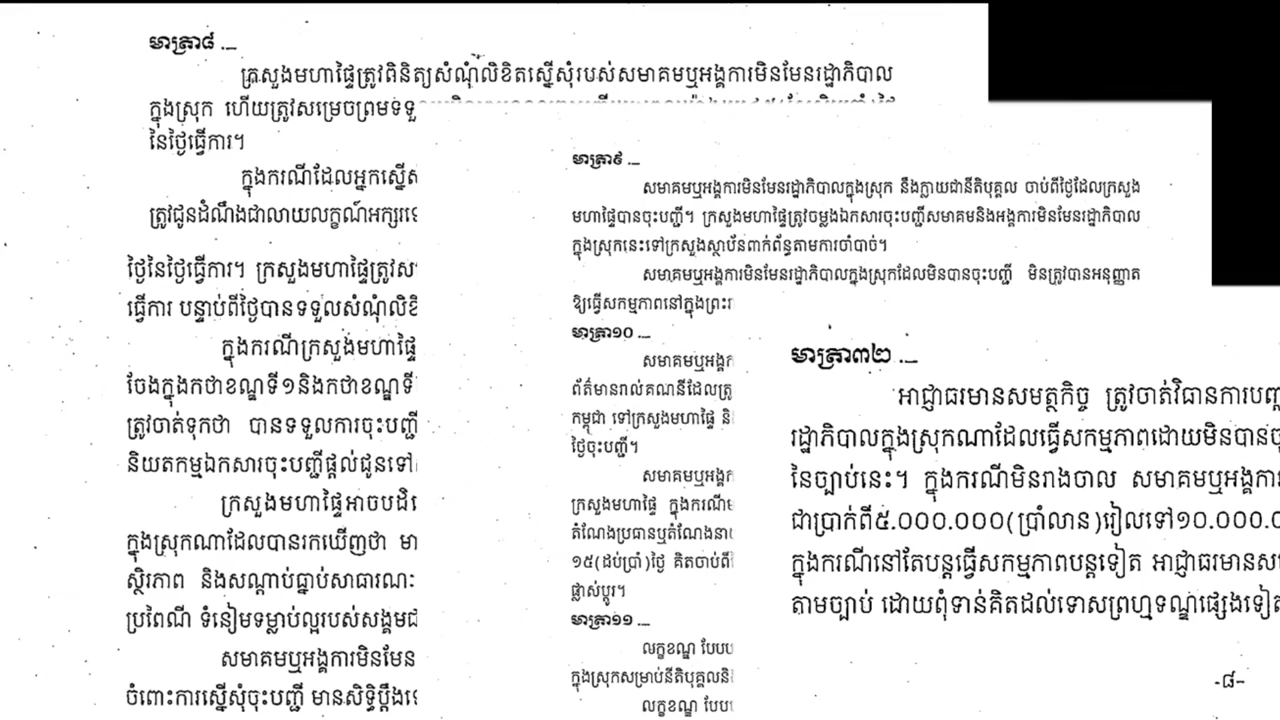 មាត្រា៨ ._
ក្រសួងមហាផ្ទៃត្រូវពិនិត្យសំណុំលិខិតស្នើសុំរបស់សមាគមឬអង្គការមិនមែនរដ្ឋាភិបាល
ក្នុងស្រុក ហើយត្រូវសម្រេចព្រមទទួ
នៃថ្ងៃធ្វើការ។
ក្នុងករណីដែលអ្នកស្នើស
ត្រូវជូនដំណឹងជាលាយលក្ខណ៍អក្សរទៅ
ថ្ងៃនៃថ្ងៃធ្វើការ។ ក្រសួងមហាផ្ទៃត្រូវស
ធ្វើការ បន្ទាប់ពីថ្ងៃបានទទួលសំណុំលិខិ
ក្នុងករណីក្រសួងមហាផ្ទៃ
ចែងក្នុងកថាខណ្ឌទី១និងកថាខណ្ឌទី
ត្រូវចាត់ទុកថា បានទទួលការចុះបញ្ជី
និយតកម្មឯកសារចុះបញ្ជីផ្តល់ជូនទៅ
ក្រសួងមហាផ្ទៃអាចបដិ
ក្នុងស្រុកណាដែលបានរកឃើញថា មា
ស្ថិរភាព និងសណ្តាប់ធ្នាប់សាធារណៈ
ប្រពៃណី ទំនៀមទម្លាប់ល្អរបស់សង្គមជ
សមាគមឬអង្គការមិនមែន
ចំពោះការស្នើសុំចុះបញ្ជី មានសិទ្ធិប្តឹងទៅ
មាត្រា៩ ._
សមាគមឬអង្គការមិនមែនរដ្ឋាភិបាលក្នុងស្រុក នឹងក្លាយជានីតិបុគ្គល ចាប់ពីថ្ងៃដែលក្រសួង
មហាផ្ទៃបានចុះបញ្ជី។ ក្រសួងមហាផ្ទៃត្រូវចម្លងឯកសារចុះបញ្ជីសមាគមនិងអង្គការមិនមែនរដ្ឋាភិបាល
ក្នុងស្រុកនេះទៅក្រសួងស្ថាប័នពាក់ព័ន្ធតាមការចាំបាច់។
សមាគមឬអង្គការមិនមែនរដ្ឋាភិបាលក្នុងស្រុកដែលមិនបានចុះបញ្ជី មិនត្រូវបានអនុញ្ញាត
ឱ្យធ្វើសកម្មភាពនៅក្នុងព្រះរា
មាត្រា១០ ._
សមាគមឬអង្គក
ព័ត៌មានរាល់គណនីដែលត្រូ
កម្ពុជា ទៅក្រសួងមហាផ្ទៃ និ
ថ្ងៃចុះបញ្ជី។
សមាគមឬអង្គក
ក្រសួងមហាផ្ទៃ ក្នុងករណីម
តំណែងប្រធានឬតំណែងនា
១៥(ដប់ប្រាំ)ថ្ងៃ គិតចាប់ពី
ផ្លាស់ប្តូរ។
មាត្រា១១ ._
លក្ខខណ្ឌ បែបប
ក្នុងស្រុកសម្រាប់នីតិបុគ្គលនិ
លក្ខខណ្ឌ បែបប
មាត្រា៣២ ._
អាជ្ញាធរមានសមត្ថកិច្ច ត្រូវចាត់វិធានការបញ្ឈ
រដ្ឋាភិបាលក្នុងស្រុកណាដែលធ្វើសកម្មភាពដោយមិនបានចុ
នៃច្បាប់នេះ។ ក្នុងករណីមិនរាងចាល សមាគមឬអង្គការ
ជាប្រាក់ពី៥.០០០.០០០(ប្រាំលាន)រៀលទៅ១០.០០០.០
ក្នុងករណីនៅតែបន្តធ្វើសកម្មភាពបន្តទៀត អាជ្ញាធរមានស
តាមច្បាប់ ដោយពុំទាន់គិតដល់ទោសព្រហ្មទណ្ឌផ្សេងទៀត
-៨-